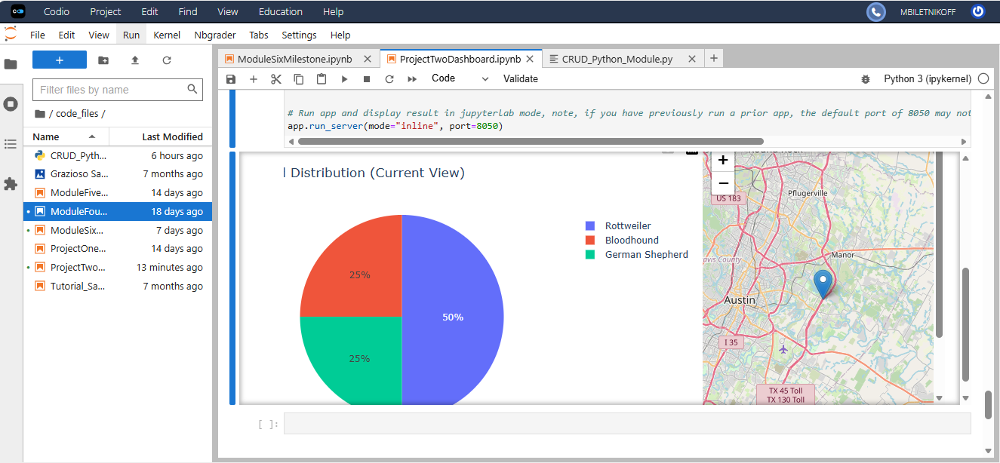 Codio Project Edit Find View Education Help MBILETNIKOFF
File Edit View Run Kernel Nbgrader Tabs Settings Help
+
Filter files by name
/ code_files /
Name Last Modified
CRUD_Pyth... 6 hours ago
Grazioso Sa... 7 months ago
ModuleFive... 14 days ago
ModuleFou... 18 days ago
ModuleSix... 7 days ago
ProjectOne... 14 days ago
ProjectTwo... 13 minutes ago
Tutorial_Sa... 7 months ago
ModuleSixMilestone.ipynb ProjectTwoDashboard.ipynb CRUD_Python_Module.py +
Code Validate Python 3 (ipykernel)
# Run app and display result in jupyterlab mode, note, if you have previously run a prior app, the default port of 8050 may not
app.run_server(mode="inline", port=8050)
l Distribution (Current View)
Rottweiler
Bloodhound
German Shepherd
25%
50%
25%
+
−
US 183
Pflugerville
Manor
Austin
I 35
TX 45 Toll
TX 130 Toll
[ ]: